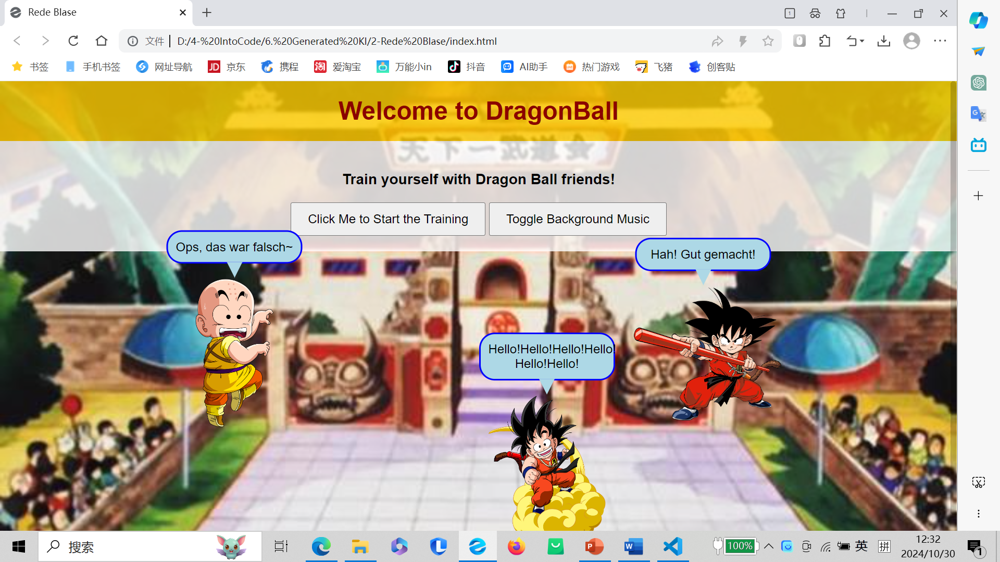 Rede Blase
1
文件
D:/4-%20IntoCode/6.%20Generated%20KI/2-Rede%20Blase/index.html
书签
手机书签
网址导航
JD
京东
携程
淘
爱淘宝
万能小in
抖音
AI助手
热门游戏
飞猪
创客贴
Welcome to DragonBall
天下一武道
Train yourself with Dragon Ball friends!
Click Me to Start the Training
Toggle Background Music
Ops, das war falsch~
Hah! Gut gemacht!
Hello!Hello!Hello!Hello!
Hello!Hello!
搜索
100%
英
拼
12:32
2024/10/30
1